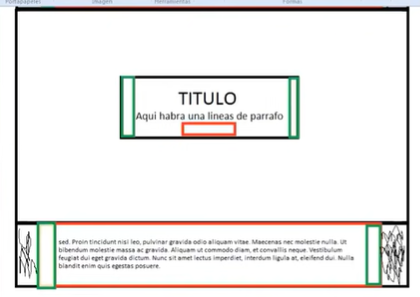 Portapapeles Imagen Herramientas Formas
TITULO
Aqui habra una lineas de parrafo
sed. Proin tincidunt nisi leo, pulvinar gravida odio aliquam vitae. Maecenas nec molestie nulla. Ut
bibendum molestie massa ac gravida. Aliquam ut commodo diam, et convallis neque. Vestibulum
feugiat dui eget gravida dictum. Nunc sit amet lectus imperdiet, interdum ligula at, eleifend dui. Nulla
blandit enim quis egestas posuere.